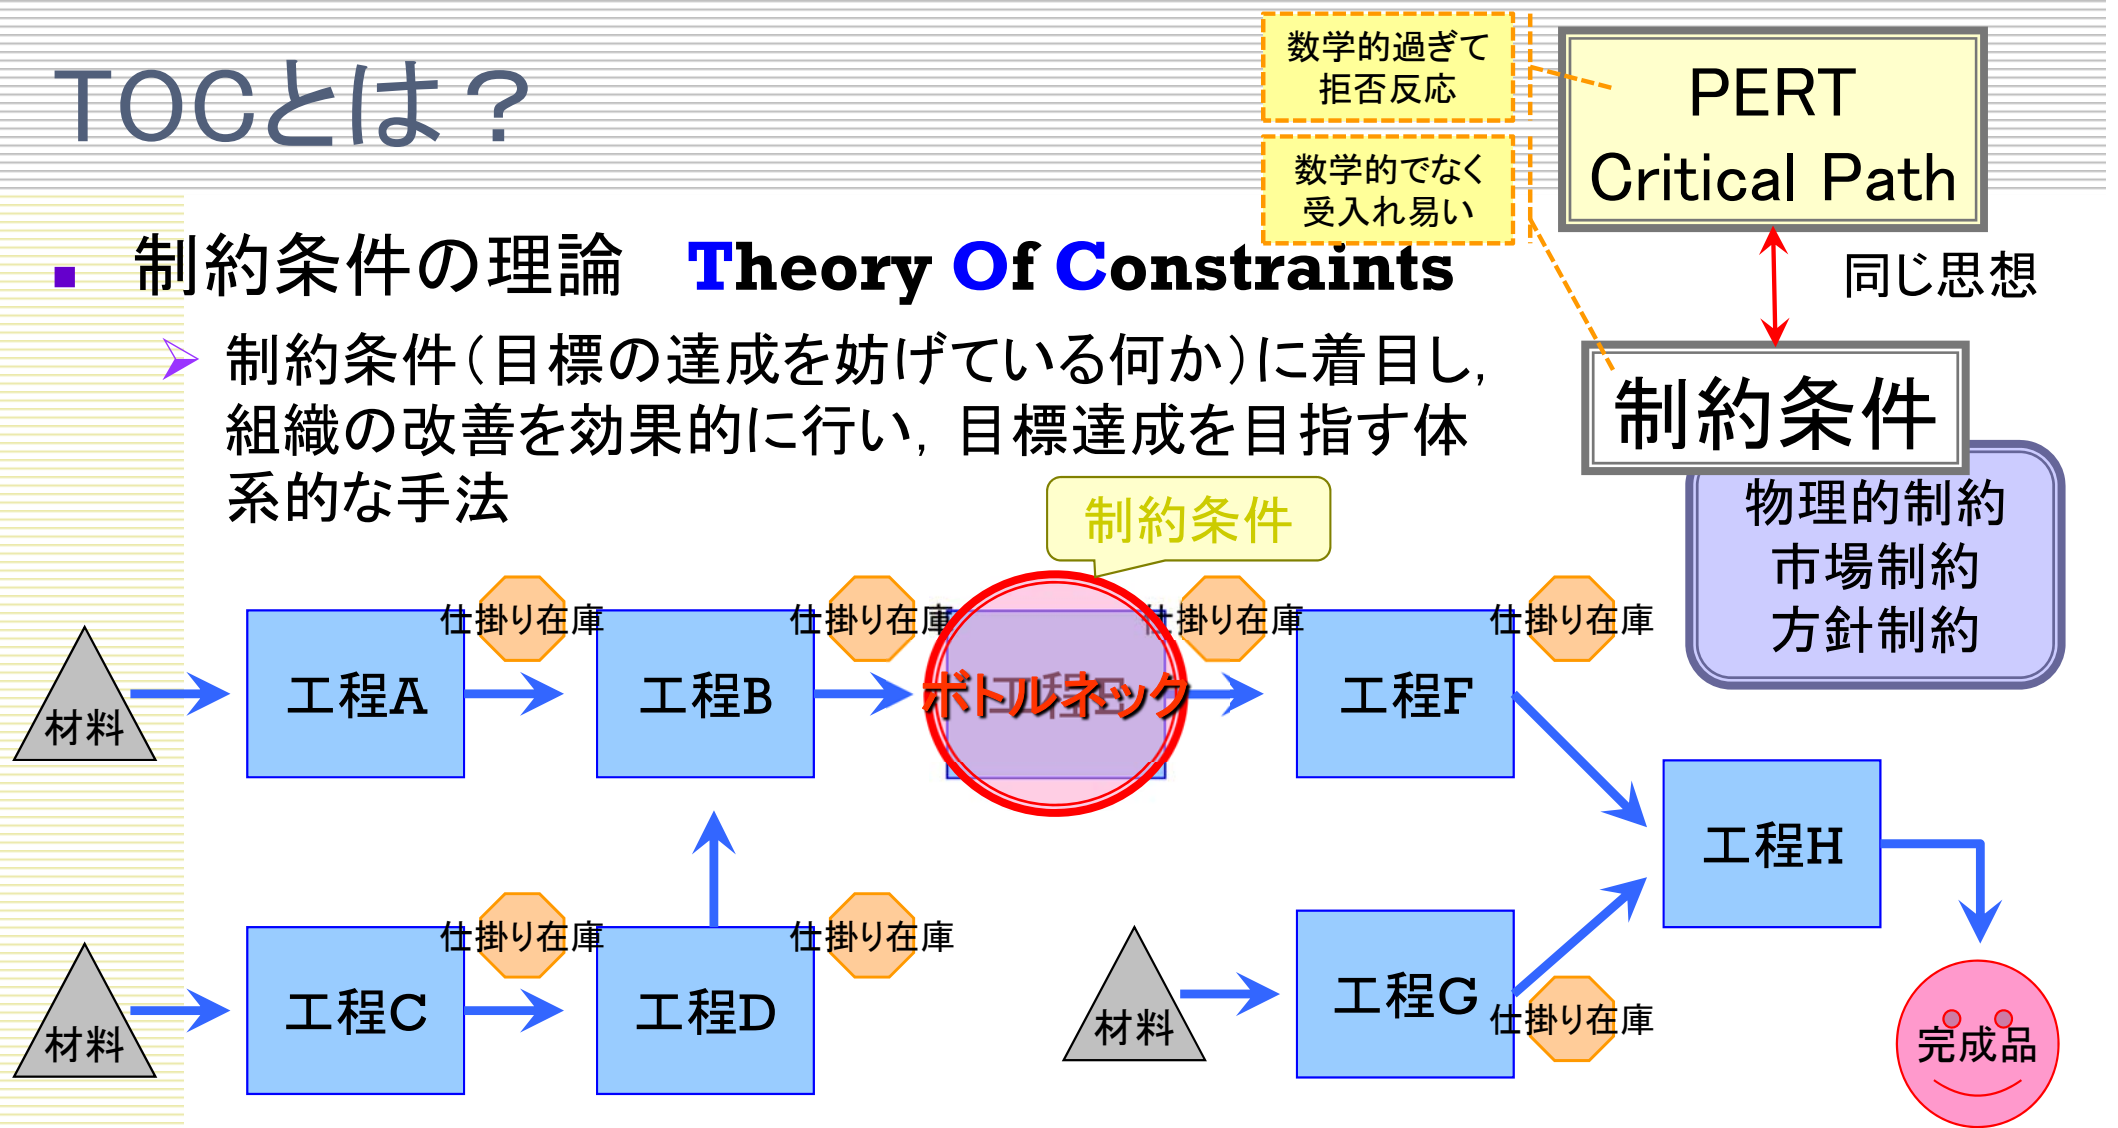 TOCとは？
数学的過ぎて
拒否反応
数学的でなく
受入れ易い
PERT
Critical Path
同じ思想
制約条件
物理的制約
市場制約
方針制約
制約条件の理論　Theory Of Constraints
制約条件（目標の達成を妨げている何か）に着目し，
組織の改善を効果的に行い，目標達成を目指す体
系的な手法
制約条件
材料
工程A
仕掛り在庫
工程B
仕掛り在庫
ボトルネック
仕掛り在庫
工程F
仕掛り在庫
材料
工程C
仕掛り在庫
工程D
仕掛り在庫
材料
工程G
仕掛り在庫
工程H
完成品